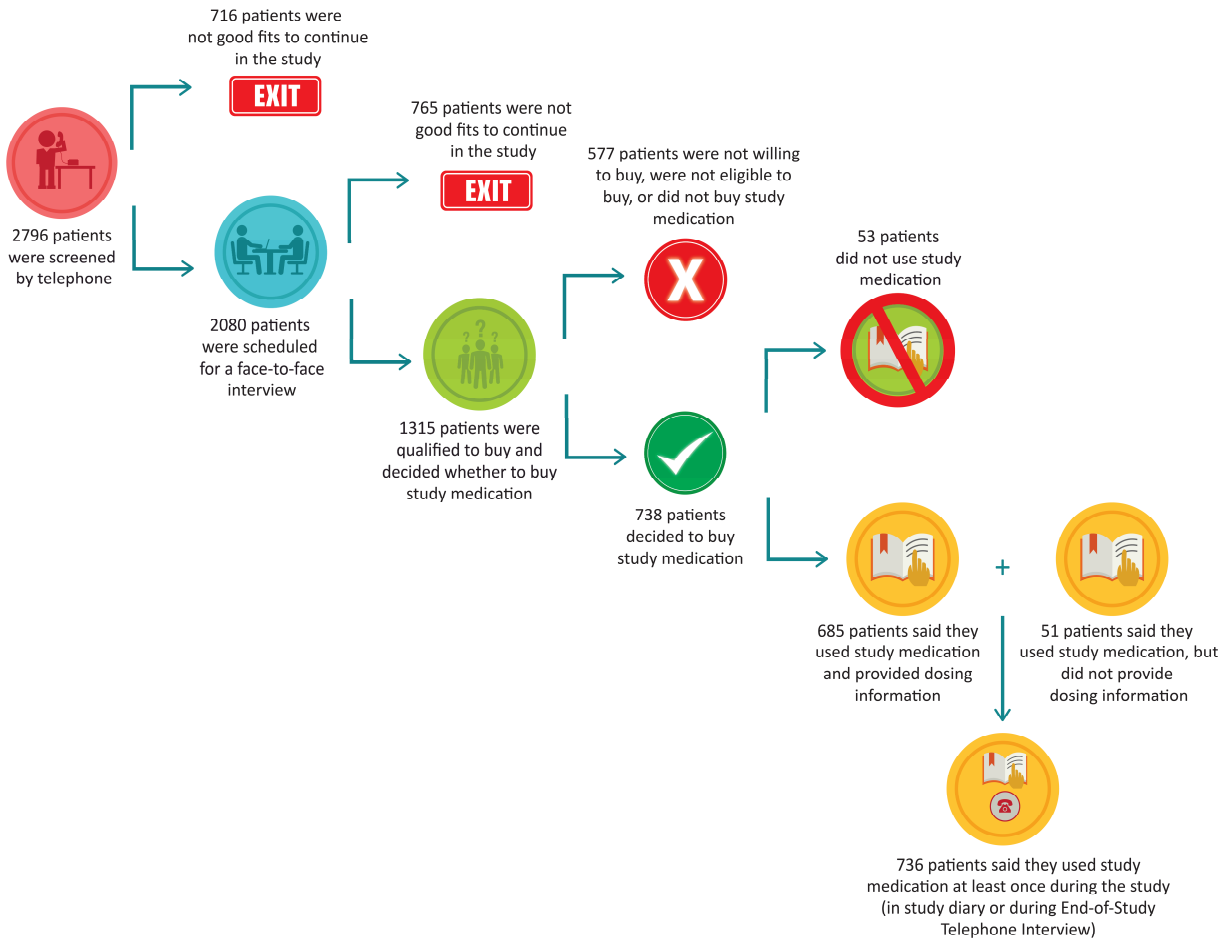 716 patients were
not good fits to continue
in the study
EXIT
2796 patients
were screened
by telephone
765 patients were not
good fits to continue
in the study
EXIT
2080 patients
were scheduled
for a face-to-face
interview
577 patients were not willing
to buy, were not eligible to
buy, or did not buy study
medication
X
? ? ?
1315 patients were
qualified to buy and
decided whether to buy
study medication
53 patients
did not use study
medication
738 patients
decided to buy
study medication
685 patients said they
used study medication
and provided dosing
information
+
51 patients said they
used study medication, but
did not provide
dosing information
736 patients said they used study
medication at least once during the study
(in study diary or during End-of-Study
Telephone Interview)